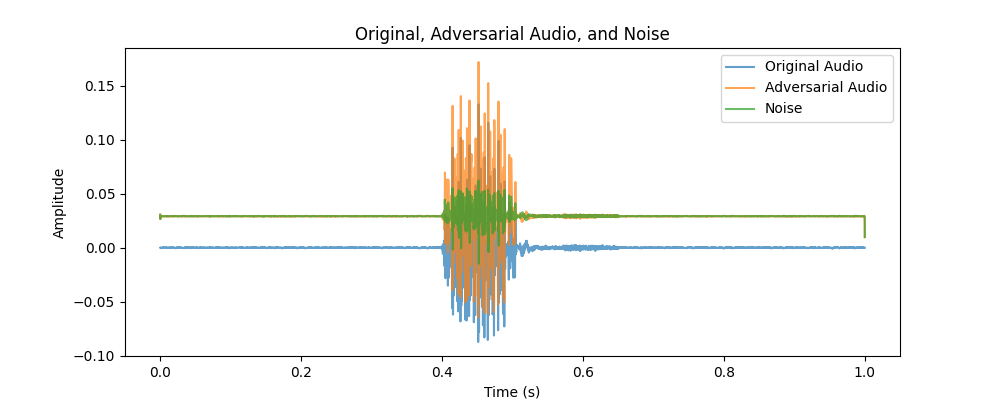 Original, Adversarial Audio, and Noise
Original Audio
Adversarial Audio
Noise
Amplitude
0.15
0.10
0.05
0.00
−0.05
−0.10
0.0 0.2 0.4 0.6 0.8 1.0
Time (s)